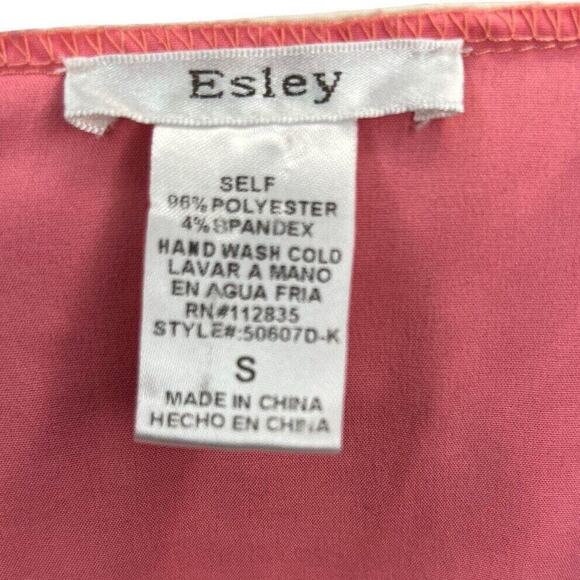 Esley
SELF
96% POLYESTER
4% SPANDEX
HAND WASH COLD
LAVAR A MANO
EN AGUA FRIA
RN#112835
STYLE#:50607D-K
S
MADE IN CHINA
HECHO EN CHINA